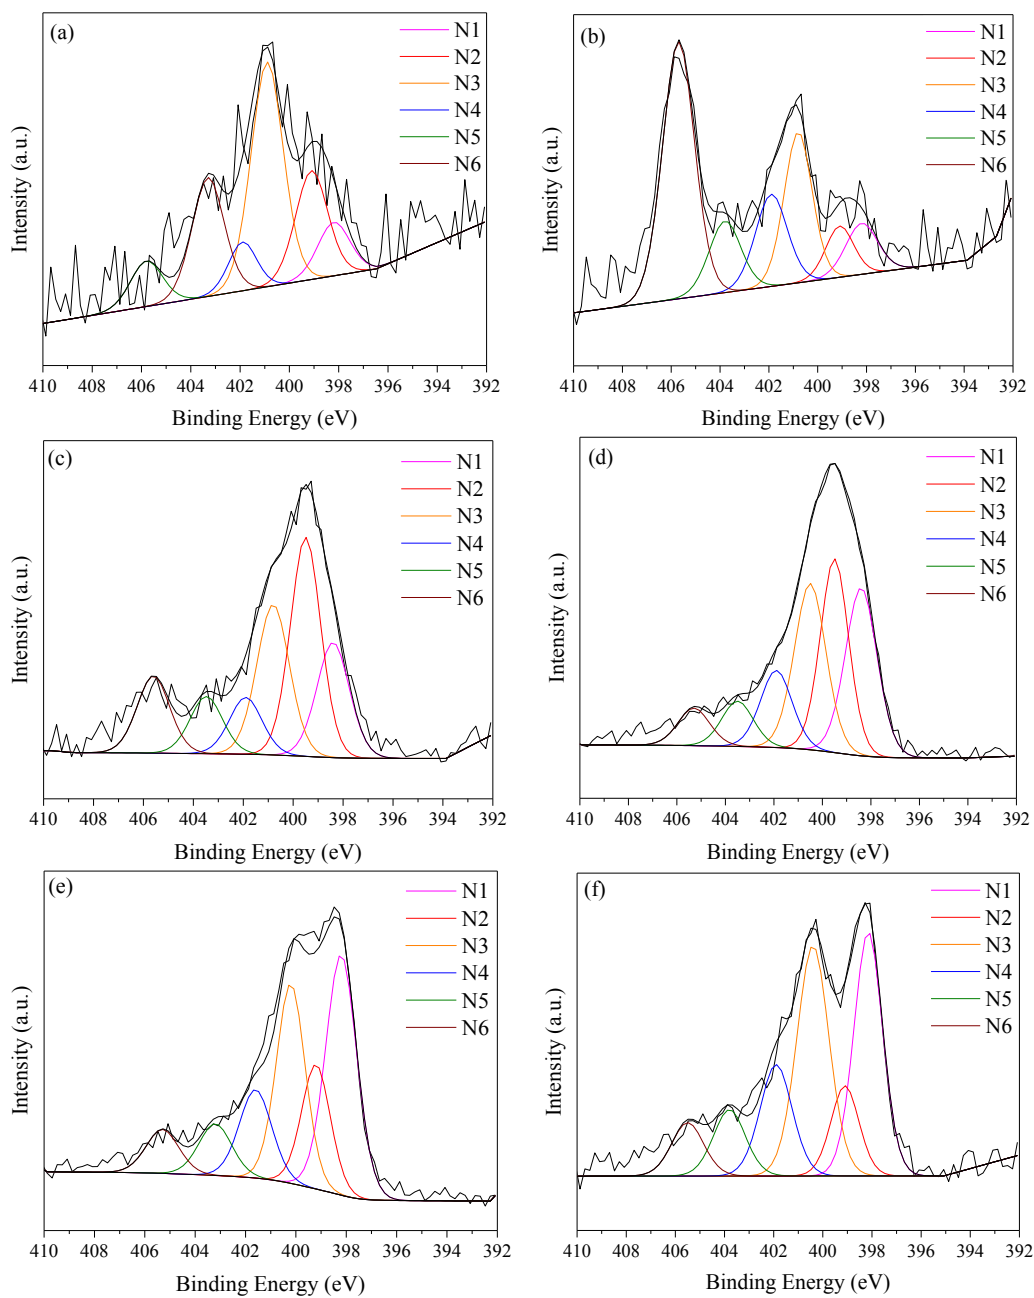 (a)
N1
N2
N3
N4
N5
N6
Intensity (a.u.)
410 408 406 404 402 400 398 396 394 392
Binding Energy (eV)
(b)
N1
N2
N3
N4
N5
N6
Intensity (a.u.)
410 408 406 404 402 400 398 396 394 392
Binding Energy (eV)
(c)
N1
N2
N3
N4
N5
N6
Intensity (a.u.)
410 408 406 404 402 400 398 396 394 392
Binding Energy (eV)
(d)
N1
N2
N3
N4
N5
N6
Intensity (a.u.)
410 408 406 404 402 400 398 396 394 392
Binding Energy (eV)
(e)
N1
N2
N3
N4
N5
N6
Intensity (a.u.)
410 408 406 404 402 400 398 396 394 392
Binding Energy (eV)
(f)
N1
N2
N3
N4
N5
N6
Intensity (a.u.)
410 408 406 404 402 400 398 396 394 392
Binding Energy (eV)